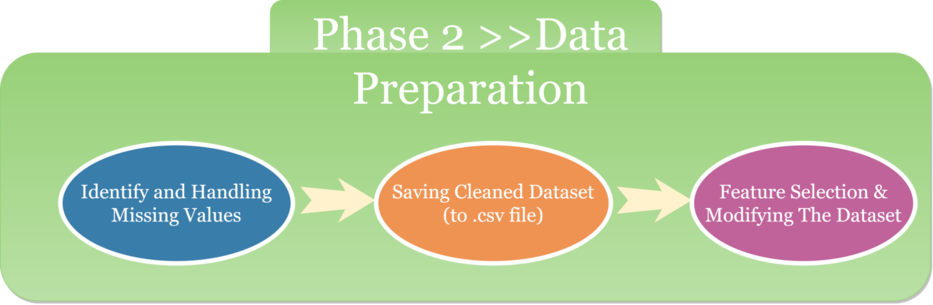 Phase 2 >>Data
Preparation
Identify and Handling
Missing Values
Saving Cleaned Dataset
(to .csv file)
Feature Selection &
Modifying The Dataset